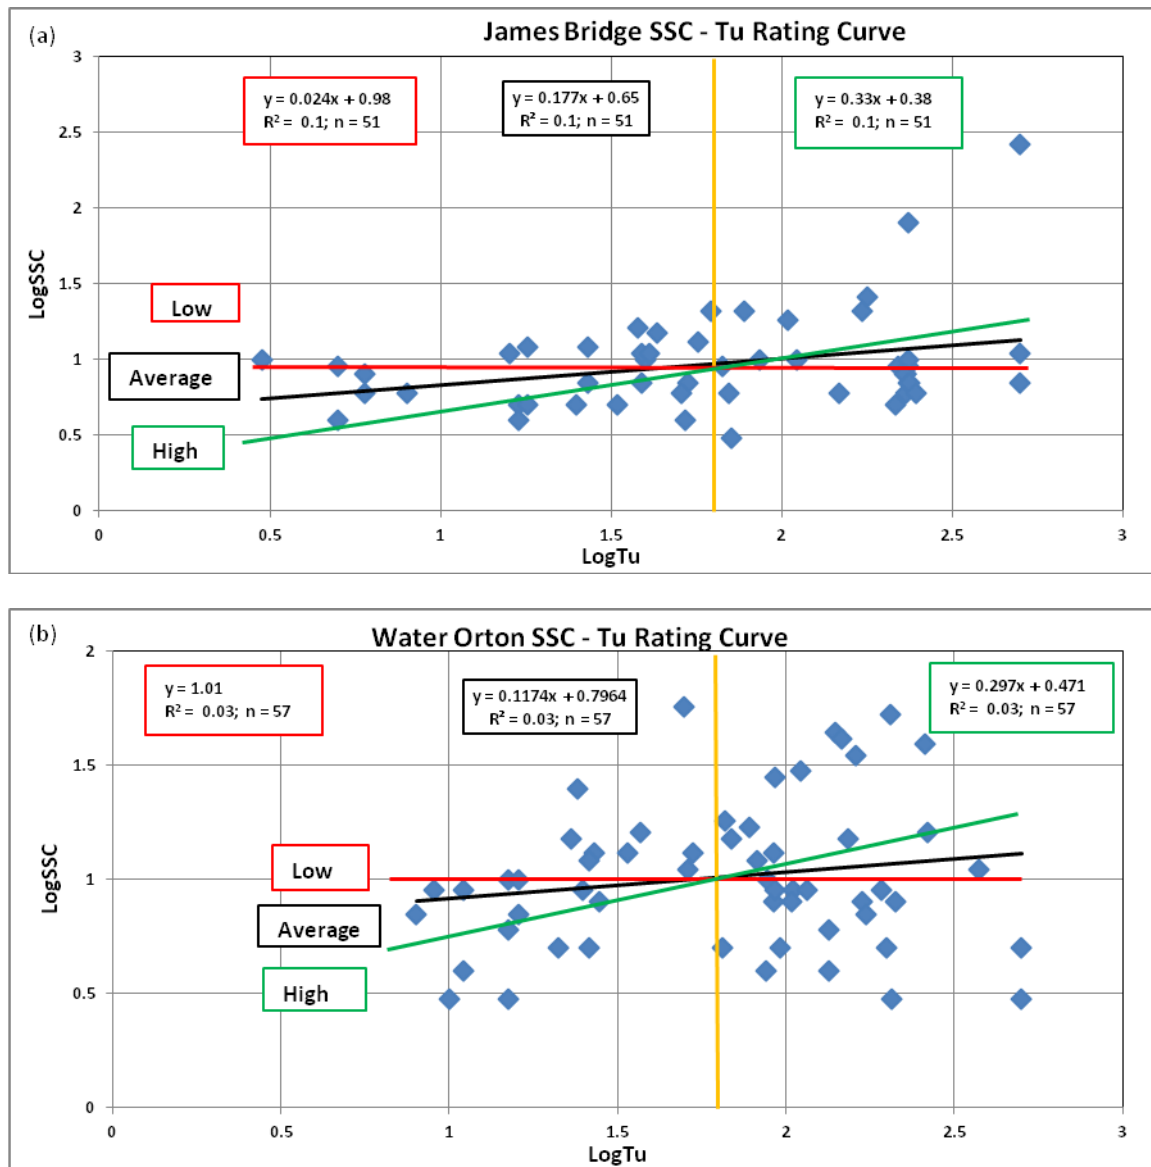 (a)
James Bridge SSC - Tu Rating Curve
3
2.5
2
1.5
1
0.5
0
LogSSC
y = 0.024x + 0.98
R² = 0.1; n = 51
y = 0.177x + 0.65
R² = 0.1; n = 51
y = 0.33x + 0.38
R² = 0.1; n = 51
Low
Average
High
0 0.5 1 1.5 2 2.5 3
LogTu
(b)
Water Orton SSC - Tu Rating Curve
2
1.5
1
0.5
0
LogSSC
y = 1.01
R² = 0.03; n = 57
y = 0.1174x + 0.7964
R² = 0.03; n = 57
y = 0.297x + 0.471
R² = 0.03; n = 57
Low
Average
High
0 0.5 1 1.5 2 2.5 3
LogTu